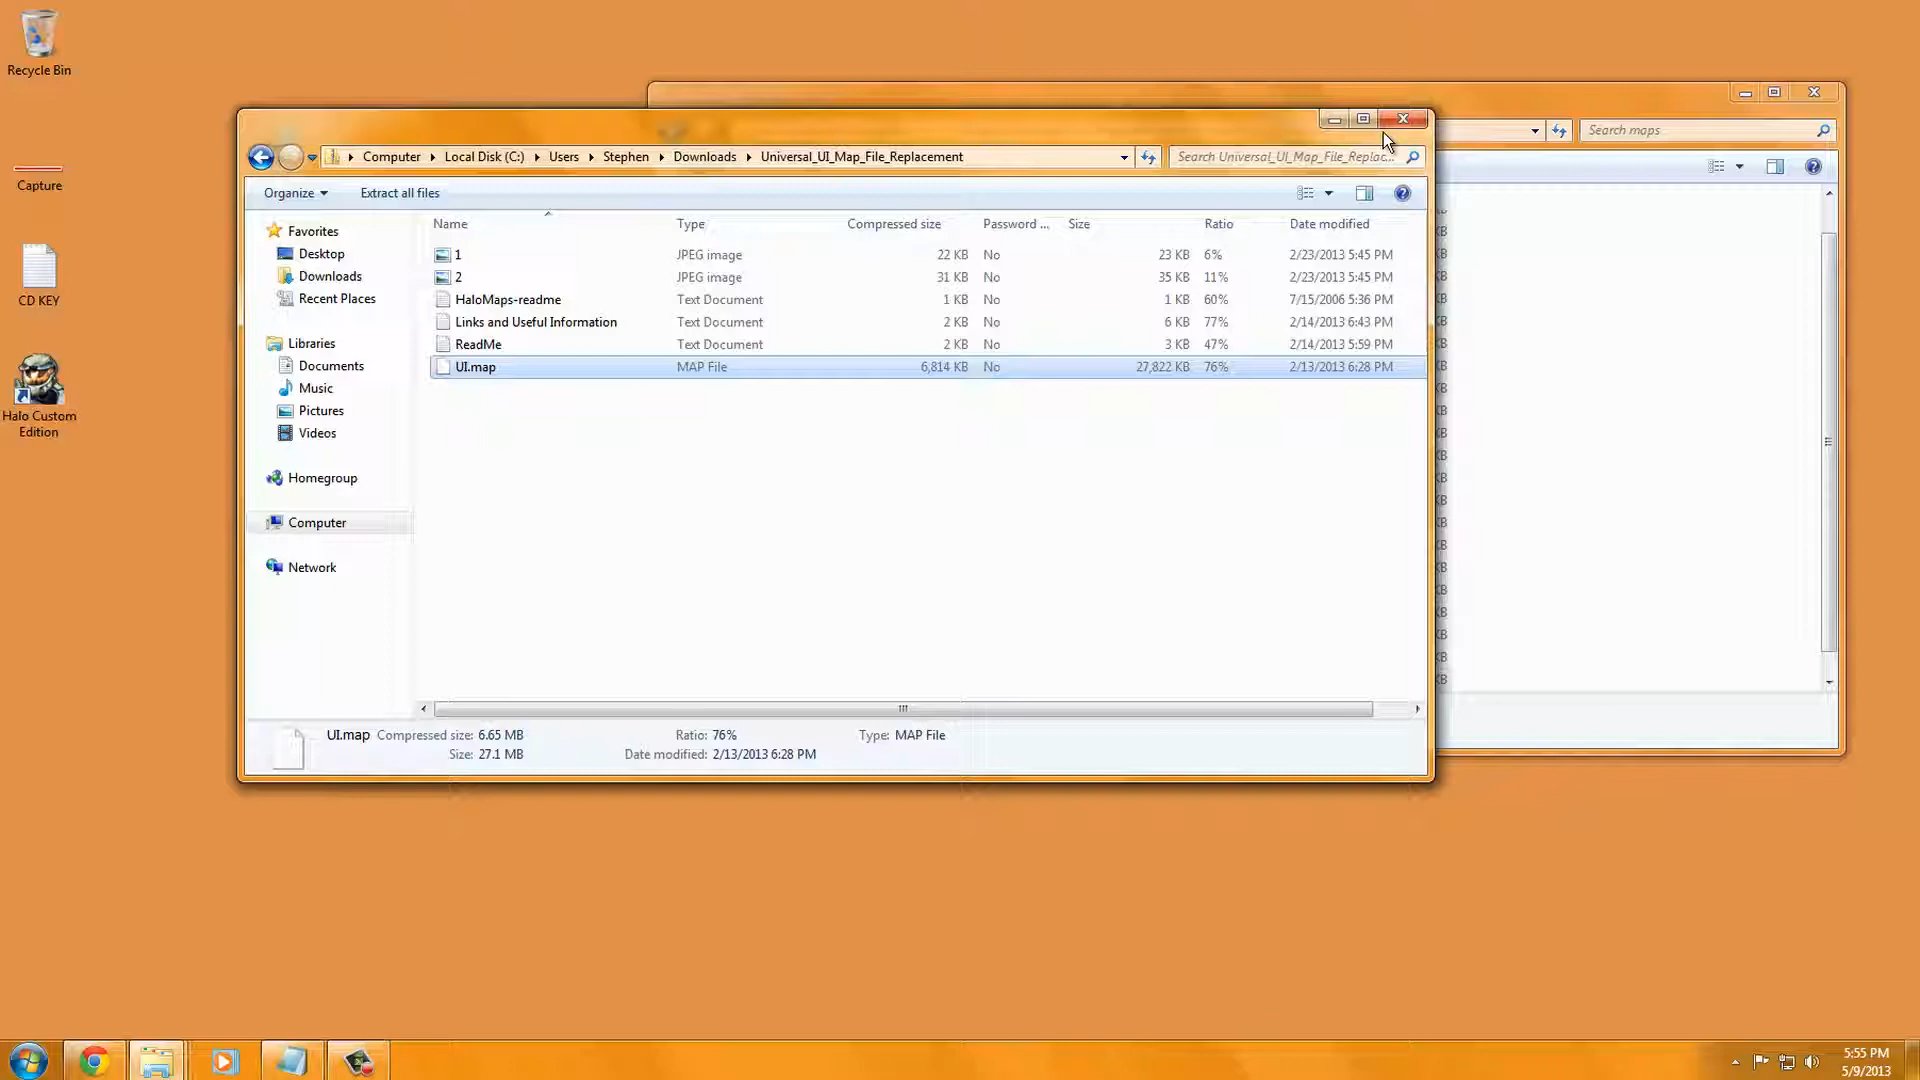 Recycle Bin
Capture
CD KEY
Halo Custom
Edition
Search maps
Computer Local Disk (C:) Users Stephen Downloads Universal_UI_Map_File_Replacement
Search Universal_UI_Map_File_Replac...
Organize Extract all files
Favorites
Desktop
Downloads
Recent Places
Libraries
Documents
Music
Pictures
Videos
Homegroup
Computer
Network
Name Type Compressed size Password ... Size Ratio Date modified
1 JPEG image 22 KB No 23 KB 6% 2/23/2013 5:45 PM
2 JPEG image 31 KB No 35 KB 11% 2/23/2013 5:45 PM
HaloMaps-readme Text Document 1 KB No 1 KB 60% 7/15/2006 5:36 PM
Links and Useful Information Text Document 2 KB No 6 KB 77% 2/14/2013 6:43 PM
ReadMe Text Document 2 KB No 3 KB 47% 2/14/2013 5:59 PM
UI.map MAP File 6,814 KB No 27,822 KB 76% 2/13/2013 6:28 PM
UI.map Compressed size: 6.65 MB Ratio: 76% Type: MAP File
Size: 27.1 MB Date modified: 2/13/2013 6:28 PM
5:55 PM
5/9/2013